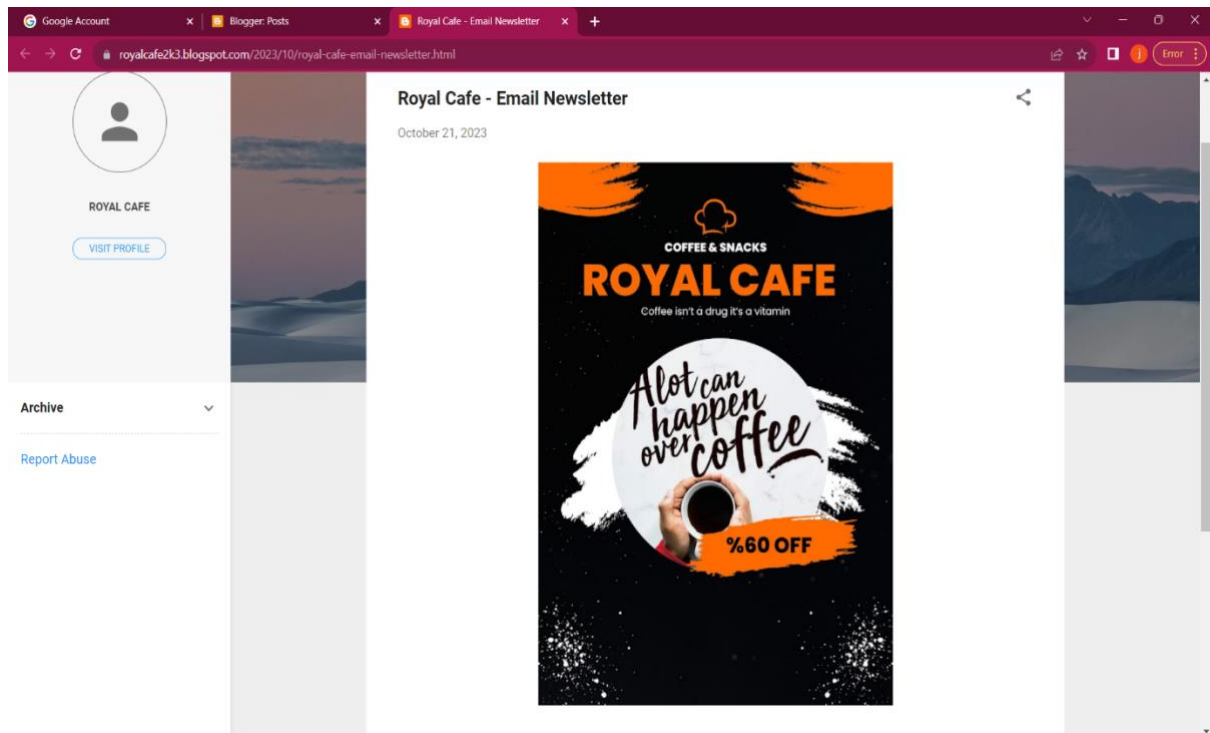 Google Account
Blogger: Posts
Royal Cafe - Email Newsletter
royalcafe2k3.blogspot.com/2023/10/royal-cafe-email-newsletter.html
j
Error
ROYAL CAFE
VISIT PROFILE
Archive
Report Abuse
Royal Cafe - Email Newsletter
October 21, 2023
COFFEE & SNACKS
ROYAL CAFE
Coffee isn't a drug it's a vitamin
Alot can
happen
over coffee
%60 OFF